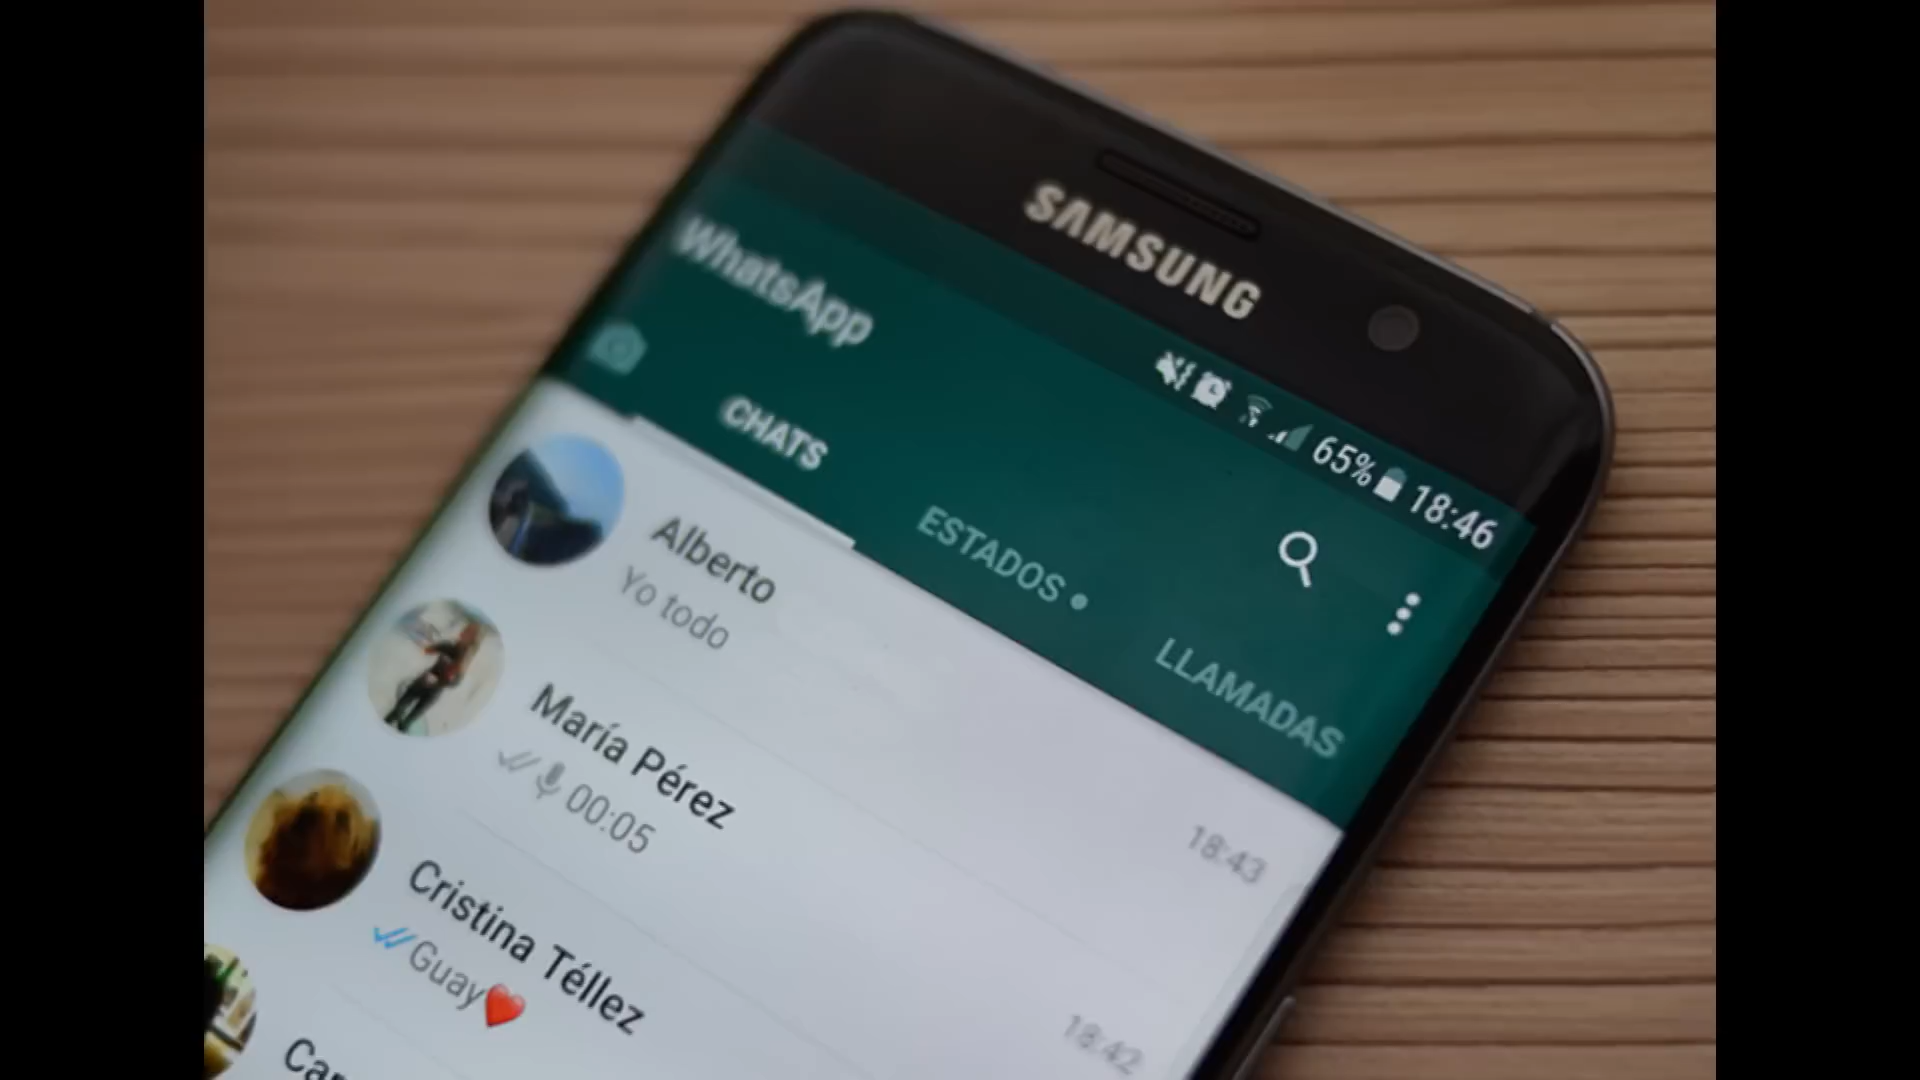 SAMSUNG
65% 18:46
WhatsApp
CHATS
ESTADOS
LLAMADAS
Alberto
Yo todo
18:43
María Pérez
00:05
18:42
Cristina Téllez
Guay❤️